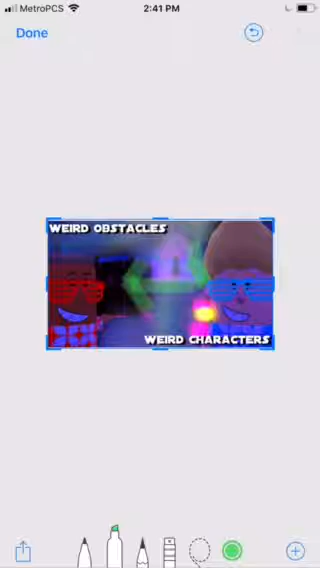 MetroPCS
2:41 PM
Done
WEIRD OBSTACLES
WEIRD CHARACTERS